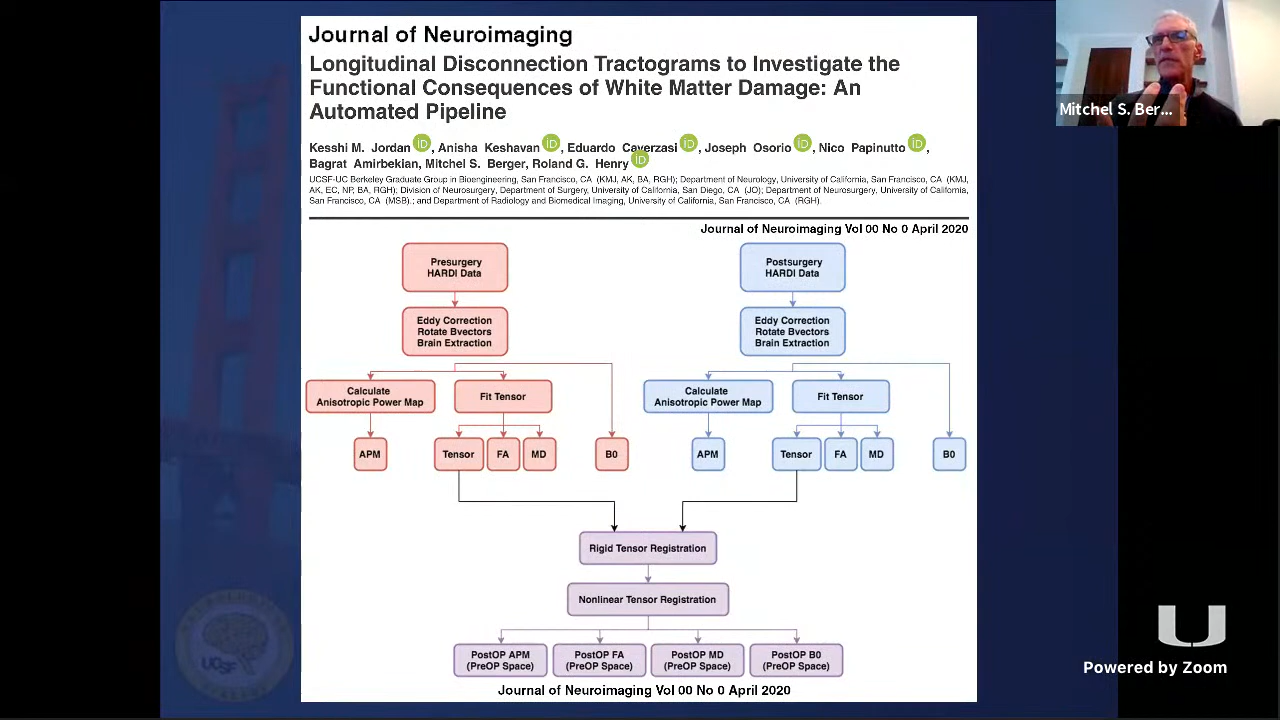 Journal of Neuroimaging
Longitudinal Disconnection Tractograms to Investigate the
Functional Consequences of White Matter Damage: An
Automated Pipeline
Kesshi M. Jordan iD, Anisha Keshavan iD, Eduardo Caverzasi iD, Joseph Osorio iD, Nico Papinutto iD,
Bagrat Amirbekian, Mitchel S. Berger, Roland G. Henry iD
UCSF-UC Berkeley Graduate Group in Bioengineering, San Francisco, CA (KMJ, AK, BA, RGH); Department of Neurology, University of California, San Francisco, CA (KMJ,
AK, EC, NP, BA, RGH); Division of Neurosurgery, Department of Surgery, University of California, San Diego, CA (JO); Department of Neurosurgery, University of California,
San Francisco, CA (MSB).; and Department of Radiology and Biomedical Imaging, University of California, San Francisco, CA (RGH).
Journal of Neuroimaging Vol 00 No 0 April 2020
Presurgery
HARDI Data
Postsurgery
HARDI Data
Eddy Correction
Rotate Bvectors
Brain Extraction
Eddy Correction
Rotate Bvectors
Brain Extraction
Calculate
Anisotropic Power Map
Fit Tensor
Calculate
Anisotropic Power Map
Fit Tensor
APM
Tensor
FA
MD
B0
APM
Tensor
FA
MD
B0
Rigid Tensor Registration
Nonlinear Tensor Registration
PostOP APM
(PreOP Space)
PostOP FA
(PreOP Space)
PostOP MD
(PreOP Space)
PostOP B0
(PreOP Space)
Journal of Neuroimaging Vol 00 No 0 April 2020
Mitchel S. Ber...
UCSF
U
Powered by Zoom